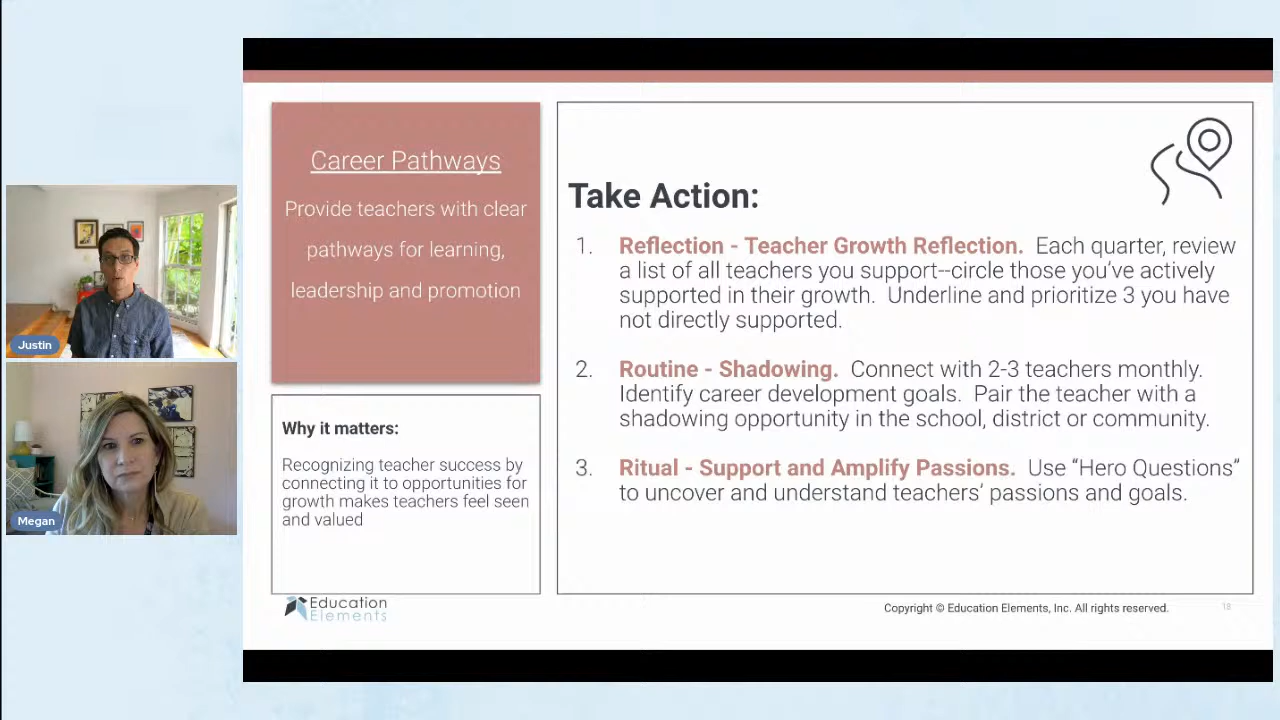 Career Pathways
Provide teachers with clear
pathways for learning,
leadership and promotion
Why it matters:
Recognizing teacher success by
connecting it to opportunities for
growth makes teachers feel seen
and valued
Take Action:
1. Reflection - Teacher Growth Reflection. Each quarter, review
a list of all teachers you support--circle those you’ve actively
supported in their growth. Underline and prioritize 3 you have
not directly supported.
2. Routine - Shadowing. Connect with 2-3 teachers monthly.
Identify career development goals. Pair the teacher with a
shadowing opportunity in the school, district or community.
3. Ritual - Support and Amplify Passions. Use “Hero Questions”
to uncover and understand teachers’ passions and goals.
Justin
Megan
Education
Elements
Copyright © Education Elements, Inc. All rights reserved.
18